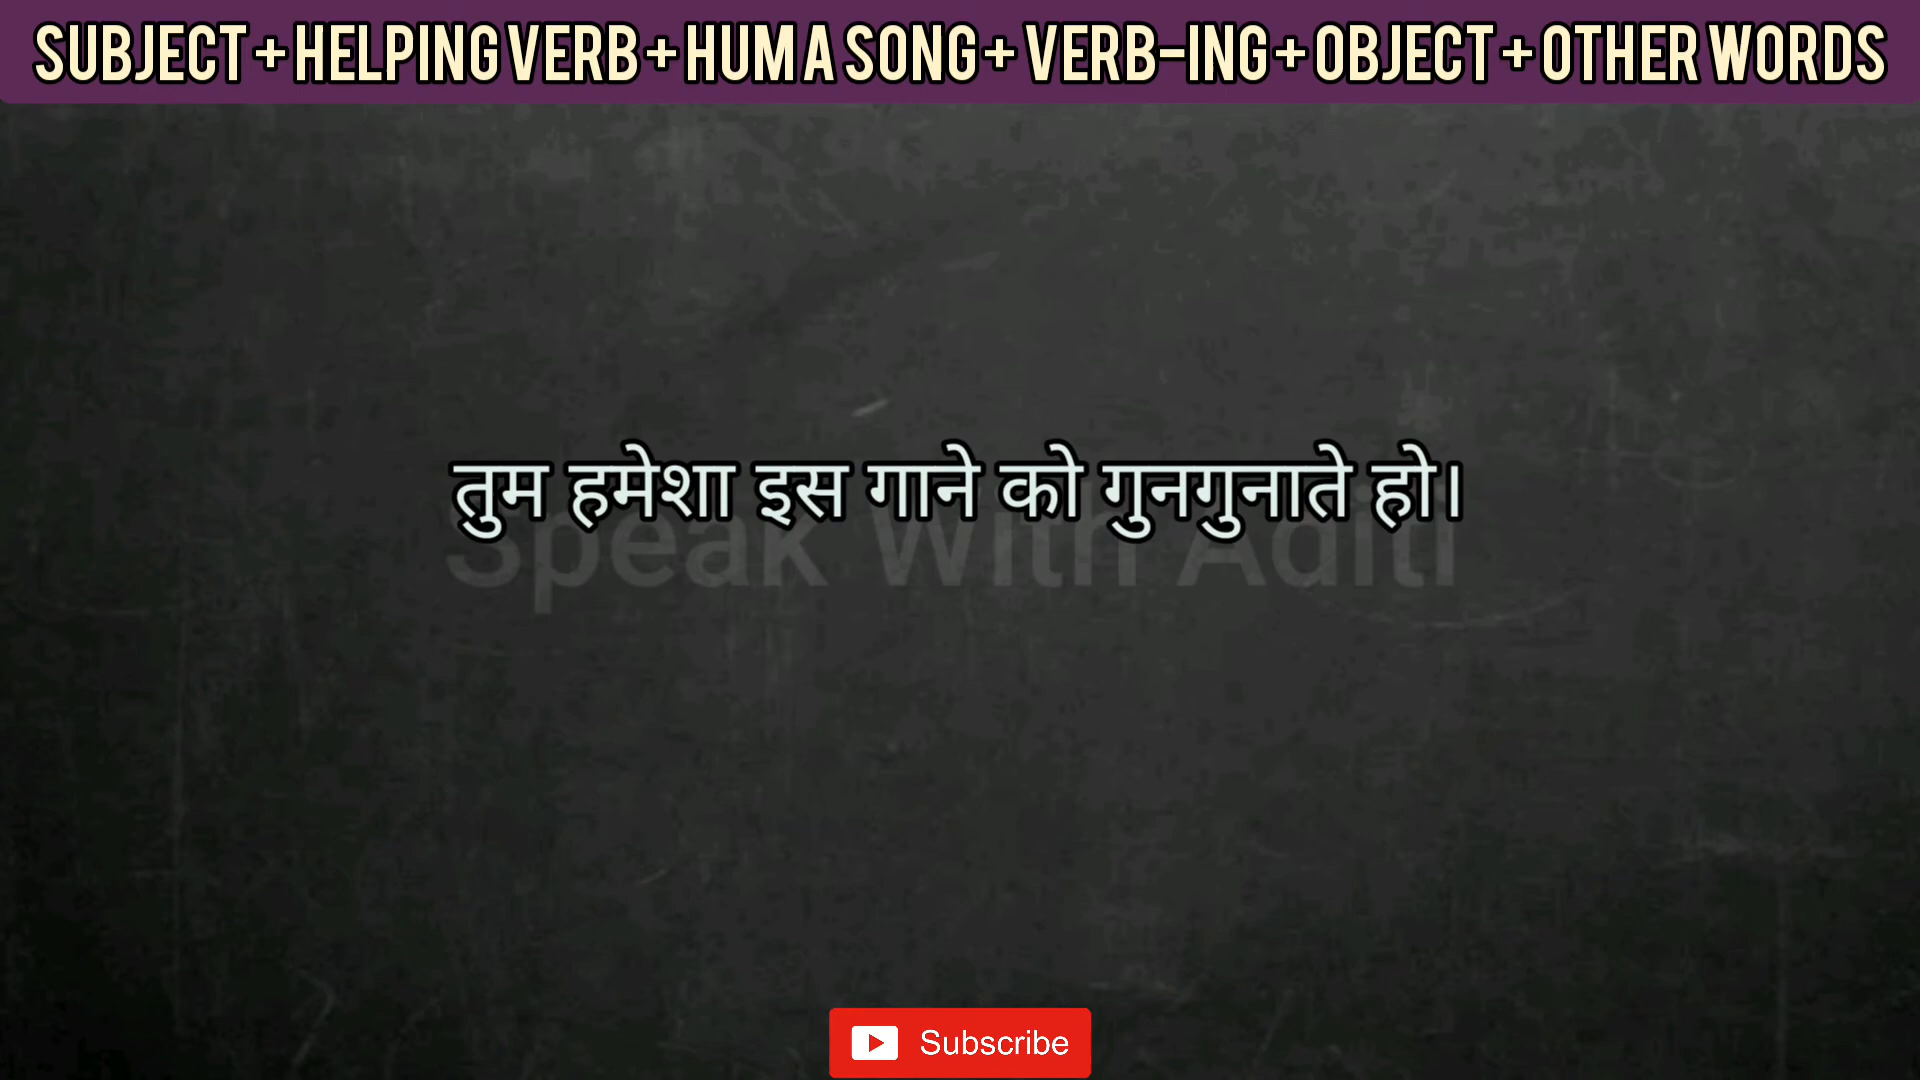 SUBJECT + HELPING VERB + HUM A SONG + VERB-ING + OBJECT + OTHER WORDS
तुम हमेशा इस गाने को गुनगुनाते हो।
Speak With Aditi
Subscribe